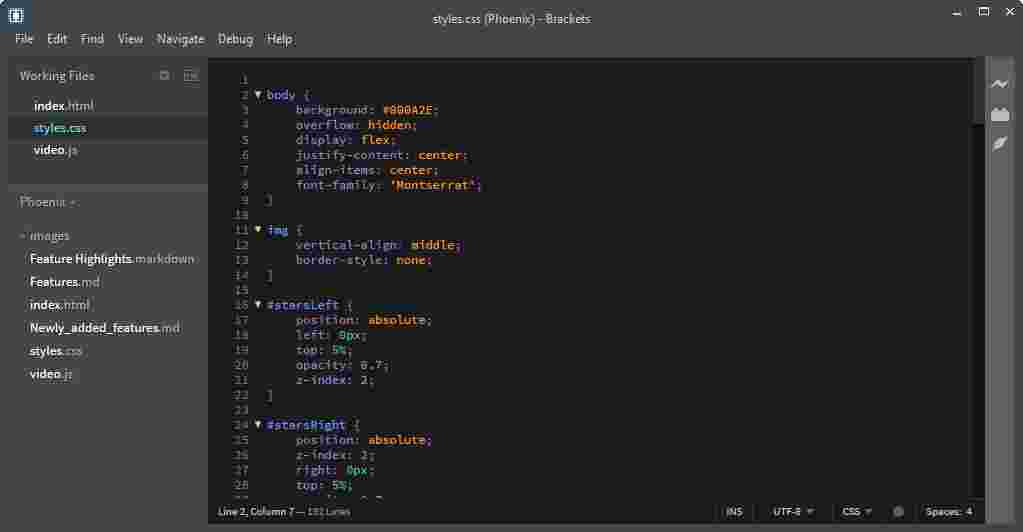 styles.css (Phoenix) - Brackets
File Edit Find View Navigate Debug Help
Working Files
index.html
styles.css
video.js
Phoenix
images
Feature Highlights.markdown
Features.md
index.html
Newly_added_features.md
styles.css
video.js
1
2 body {
3 background: #000A2E;
4 overflow: hidden;
5 display: flex;
6 justify-content: center;
7 align-items: center;
8 font-family: "Montserrat";
9 }
10
11 img {
12 vertical-align: middle;
13 border-style: none;
14 }
15
16 #starsLeft {
17 position: absolute;
18 left: 0px;
19 top: 5%;
20 opacity: 0.7;
21 z-index: 2;
22 }
23
24 #starsRight {
25 position: absolute;
26 z-index: 2;
27 right: 0px;
28 top: 5%;
Line 2, Column 7 — 192 Lines
INS UTF-8 CSS Spaces: 4